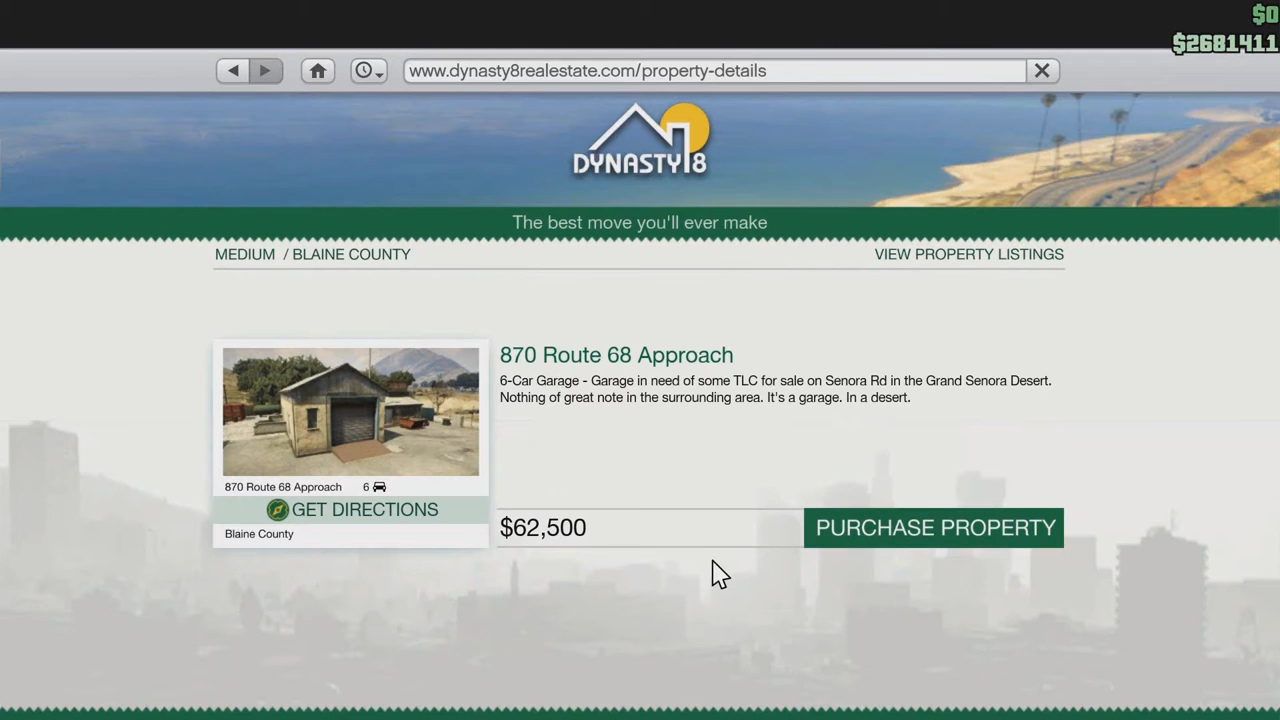 $0
$2681411
www.dynasty8realestate.com/property-details
DYNASTY 8
The best move you'll ever make
MEDIUM / BLAINE COUNTY
VIEW PROPERTY LISTINGS
870 Route 68 Approach
6-Car Garage - Garage in need of some TLC for sale on Senora Rd in the Grand Senora Desert.
Nothing of great note in the surrounding area. It's a garage. In a desert.
870 Route 68 Approach 6
GET DIRECTIONS
Blaine County
$62,500
PURCHASE PROPERTY